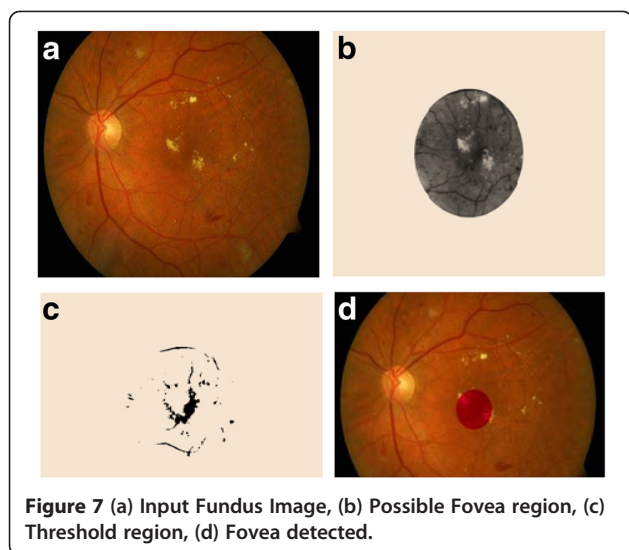 a
b
c
d
Figure 7 (a) Input Fundus Image, (b) Possible Fovea region, (c)
Threshold region, (d) Fovea detected.